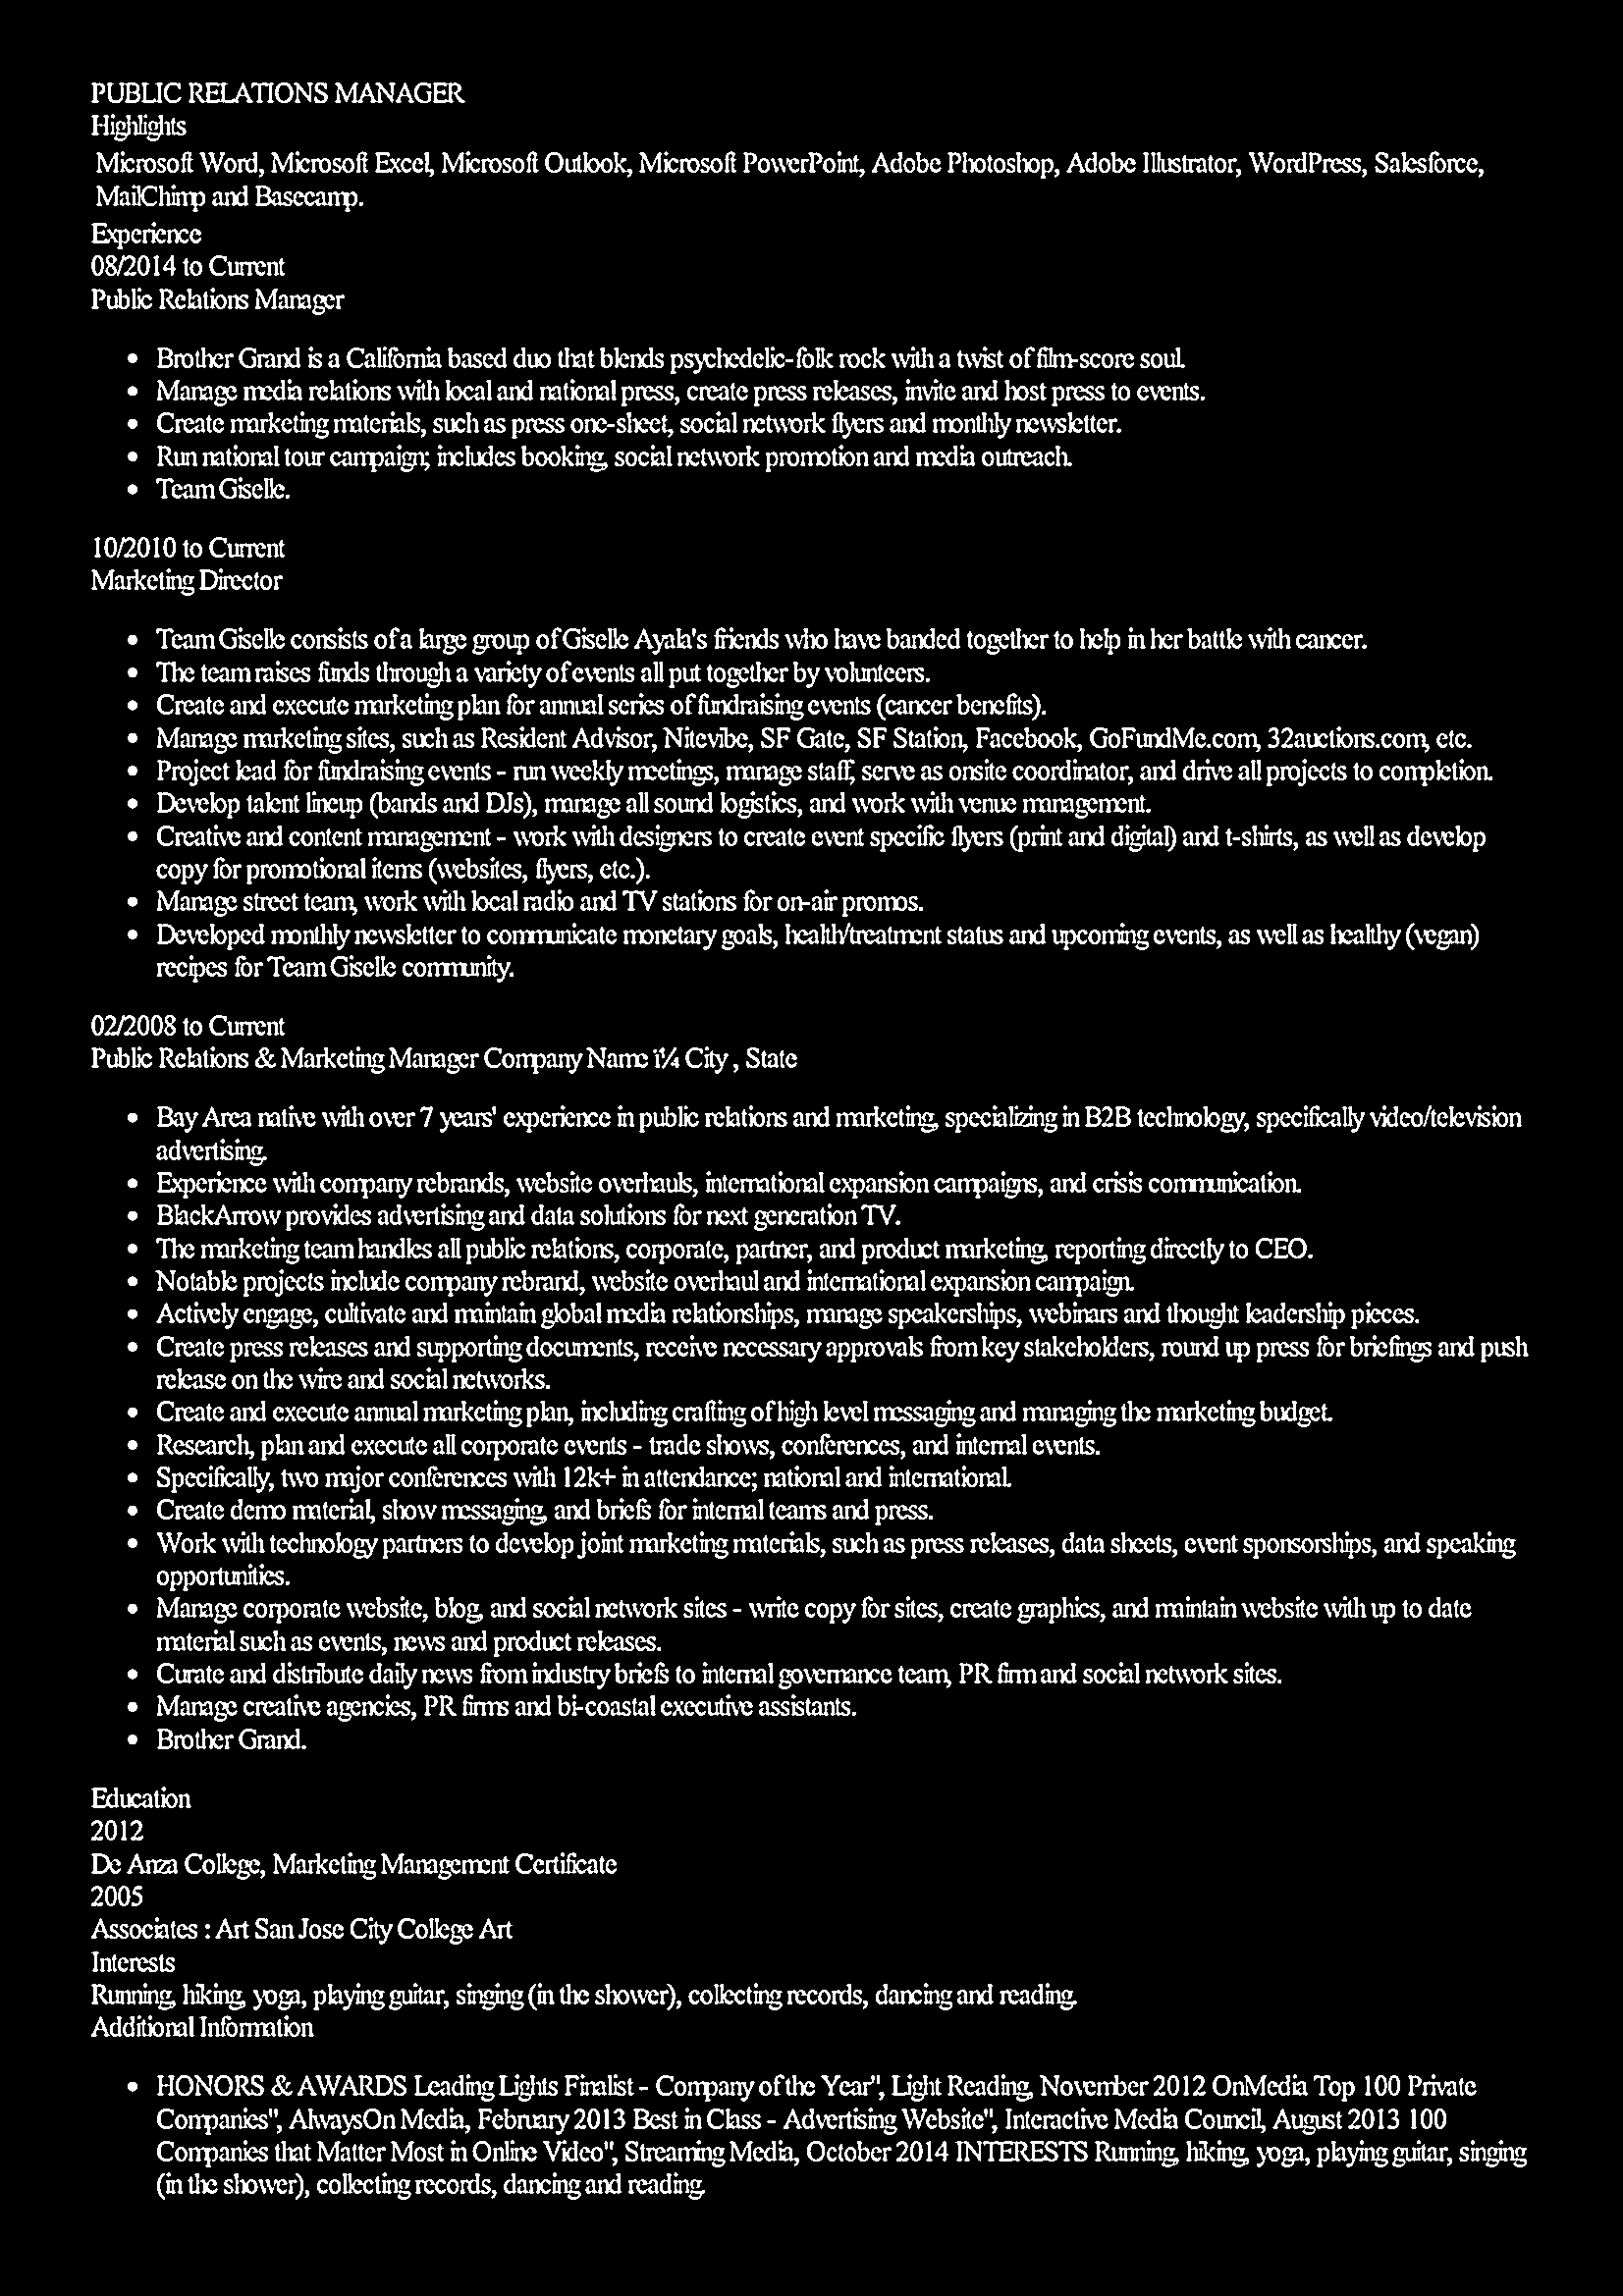 PUBLIC RELATIONS MANAGER
Highlights
Microsoft Word, Microsoft Excel, Microsoft Outlook, Microsoft PowerPoint, Adobe Photoshop, Adobe Illustrator, WordPress, Salesforce,
MailChimp and Basecamp.
Experience
08/2014 to Current
Public Relations Manager
• Brother Grand is a California based duo that blends psychedelic-folk rock with a twist of film-score soul.
• Manage media relations with local and national press, create press releases, invite and host press to events.
• Create marketing materials, such as press one-sheet, social network flyers and monthly newsletter.
• Run national tour campaign; includes booking, social network promotion and media outreach.
• Team Giselle.
10/2010 to Current
Marketing Director
• Team Giselle consists of a large group of Giselle Ayala's friends who have banded together to help in her battle with cancer.
• The team raises funds through a variety of events all put together by volunteers.
• Create and execute marketing plan for annual series of fundraising events (cancer benefits).
• Manage marketing sites, such as Resident Advisor, Nitevibe, SF Gate, SF Station, Facebook, GoFundMe.com, 32auctions.com, etc.
• Project lead for fundraising events - run weekly meetings, manage staff, serve as onsite coordinator, and drive all projects to completion.
• Develop talent lineup (bands and DJs), manage all sound logistics, and work with venue management.
• Creative and content management - work with designers to create event specific flyers (print and digital) and t-shirts, as well as develop
copy for promotional items (websites, flyers, etc.).
• Manage street team, work with local radio and TV stations for on-air promos.
• Developed monthly newsletter to communicate monetary goals, health/treatment status and upcoming events, as well as healthy (vegan)
recipes for Team Giselle community.
02/2008 to Current
Public Relations & Marketing Manager Company Name ï¼ City , State
• Bay Area native with over 7 years' experience in public relations and marketing, specializing in B2B technology, specifically video/television
advertising.
• Experience with company rebrands, website overhauls, international expansion campaigns, and crisis communication.
• BlackArrow provides advertising and data solutions for next generation TV.
• The marketing team handles all public relations, corporate, partner, and product marketing, reporting directly to CEO.
• Notable projects include company rebrand, website overhaul and international expansion campaign.
• Actively engage, cultivate and maintain global media relationships, manage speakerships, webinars and thought leadership pieces.
• Create press releases and supporting documents, receive necessary approvals from key stakeholders, round up press for briefings and push
release on the wire and social networks.
• Create and execute annual marketing plan, including crafting of high level messaging and managing the marketing budget.
• Research, plan and execute all corporate events - trade shows, conferences, and internal events.
• Specifically, two major conferences with 12k+ in attendance; national and international.
• Create demo material, show messaging, and briefs for internal teams and press.
• Work with technology partners to develop joint marketing materials, such as press releases, data sheets, event sponsorships, and speaking
opportunities.
• Manage corporate website, blog, and social network sites - write copy for sites, create graphics, and maintain website with up to date
material such as events, news and product releases.
• Curate and distribute daily news from industry briefs to internal governance team, PR firm and social network sites.
• Manage creative agencies, PR firms and bi-coastal executive assistants.
• Brother Grand.
Education
2012
De Anza College, Marketing Management Certificate
2005
Associates : Art San Jose City College Art
Interests
Running, hiking, yoga, playing guitar, singing (in the shower), collecting records, dancing and reading.
Additional Information
• HONORS & AWARDS Leading Lights Finalist - Company of the Year", Light Reading, November 2012 OnMedia Top 100 Private
Companies", AlwaysOn Media, February 2013 Best in Class - Advertising Website", Interactive Media Council, August 2013 100
Companies that Matter Most in Online Video", Streaming Media, October 2014 INTERESTS Running, hiking, yoga, playing guitar, singing
(in the shower), collecting records, dancing and reading.